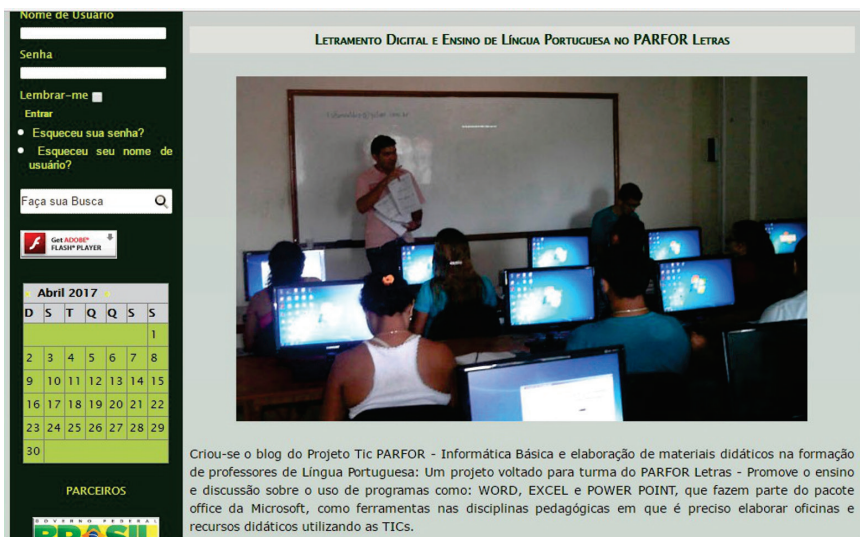 Nome de Usuário
Senha
Lembrar-me
Entrar
Esqueceu sua senha?
Esqueceu seu nome de
usuário?
Faça sua Busca
Get ADOBE®
FLASH® PLAYER
« Abril 2017 »
D S T Q Q S S
1
2 3 4 5 6 7 8
9 10 11 12 13 14 15
16 17 18 19 20 21 22
23 24 25 26 27 28 29
30
PARCEIROS
GOVERNO FEDERAL
BRASIL
LETRAMENTO DIGITAL E ENSINO DE LÍNGUA PORTUGUESA NO PARFOR LETRAS
Criou-se o blog do Projeto Tic PARFOR - Informática Básica e elaboração de materiais didáticos na formação
de professores de Língua Portuguesa: Um projeto voltado para turma do PARFOR Letras - Promove o ensino
e discussão sobre o uso de programas como: WORD, EXCEL e POWER POINT, que fazem parte do pacote
office da Microsoft, como ferramentas nas disciplinas pedagógicas em que é preciso elaborar oficinas e
recursos didáticos utilizando as TICs.